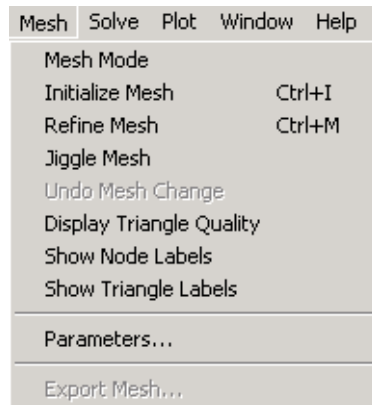 Mesh Solve Plot Window Help
Mesh Mode
Initialize Mesh Ctrl+I
Refine Mesh Ctrl+M
Jiggle Mesh
Undo Mesh Change
Display Triangle Quality
Show Node Labels
Show Triangle Labels
Parameters...
Export Mesh...